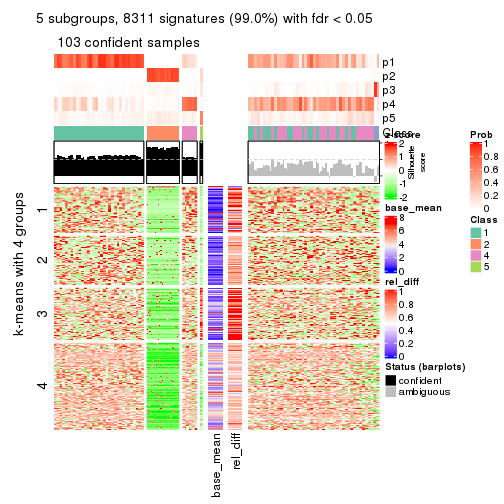 5 subgroups, 8311 signatures (99.0%) with fdr < 0.05
103 confident samples
p1
p2
p3
p4
p5
Class
z-score
2
1
0
-1
-2
Silhouette
score
Prob
1
0.8
0.6
0.4
0.2
0
Class
1
2
4
5
base_mean
8
6
4
2
0
rel_diff
1
0.8
0.6
0.4
0.2
0
Status (barplots)
confident
ambiguous
k-means with 4 groups
1
2
3
4
base_mean
rel_diff